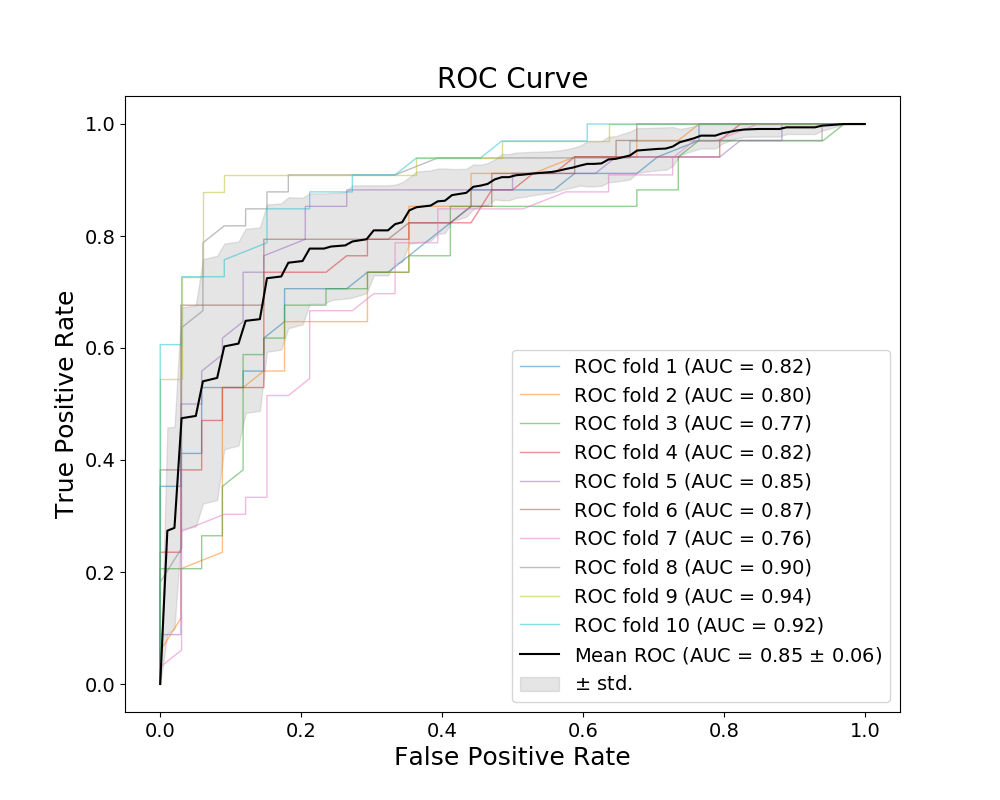 ROC Curve
1.0
0.8
0.6
0.4
0.2
0.0
True Positive Rate
0.0 0.2 0.4 0.6 0.8 1.0
False Positive Rate
ROC fold 1 (AUC = 0.82)
ROC fold 2 (AUC = 0.80)
ROC fold 3 (AUC = 0.77)
ROC fold 4 (AUC = 0.82)
ROC fold 5 (AUC = 0.85)
ROC fold 6 (AUC = 0.87)
ROC fold 7 (AUC = 0.76)
ROC fold 8 (AUC = 0.90)
ROC fold 9 (AUC = 0.94)
ROC fold 10 (AUC = 0.92)
Mean ROC (AUC = 0.85 ± 0.06)
± std.